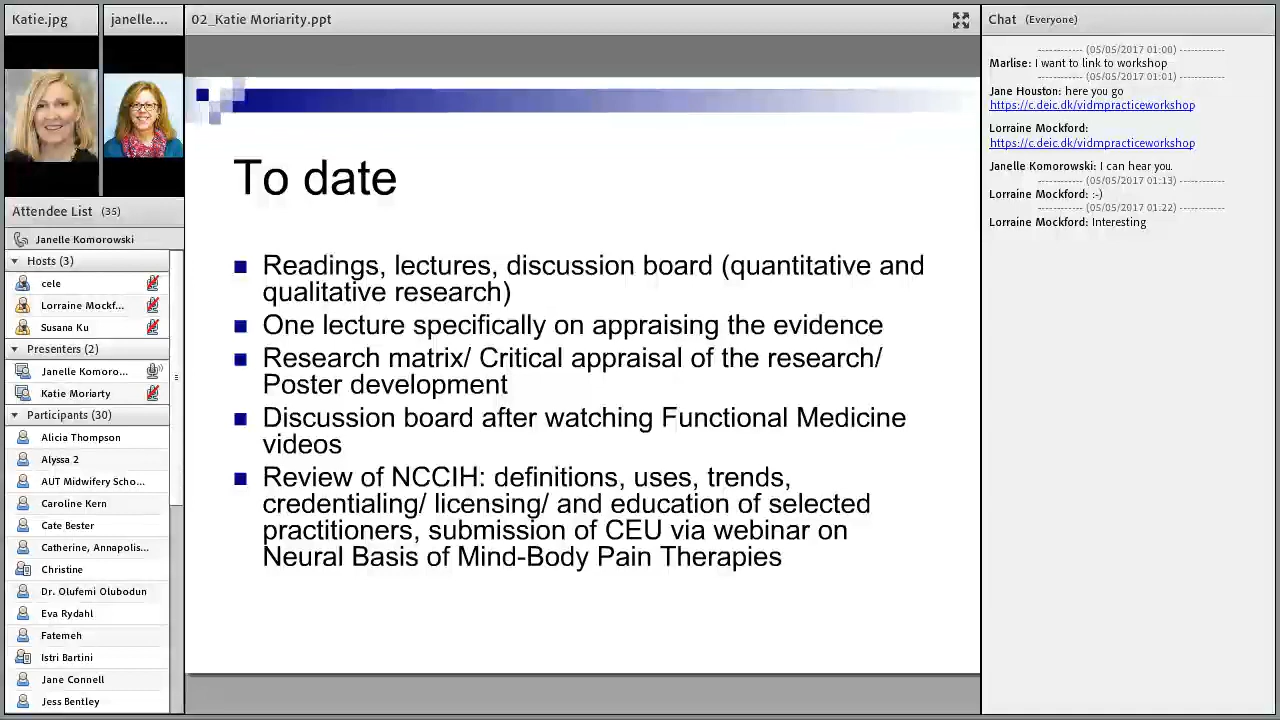 Katie.jpg
janelle....
02_Katie Moriarity.ppt
Chat (Everyone)
Attendee List (35)
Janelle Komorowski
Hosts (3)
cele
Lorraine Mockf...
Susana Ku
Presenters (2)
Janelle Komoro...
Katie Moriarty
Participants (30)
Alicia Thompson
Alyssa 2
AUT Midwifery Scho...
Caroline Kern
Cate Bester
Catherine, Annapolis...
Christine
Dr. Olufemi Olubodun
Eva Rydahl
Fatemeh
Istri Bartini
Jane Connell
Jess Bentley
To date
Readings, lectures, discussion board (quantitative and
qualitative research)
One lecture specifically on appraising the evidence
Research matrix/ Critical appraisal of the research/
Poster development
Discussion board after watching Functional Medicine
videos
Review of NCCIH: definitions, uses, trends,
credentialing/ licensing/ and education of selected
practitioners, submission of CEU via webinar on
Neural Basis of Mind-Body Pain Therapies
------------ (05/05/2017 01:00) ------------
Marlise: I want to link to workshop
------------ (05/05/2017 01:01) ------------
Jane Houston: here you go
https://c.deic.dk/vidmpracticeworkshop
Lorraine Mockford:
https://c.deic.dk/vidmpracticeworkshop
Janelle Komorowski: I can hear you.
------------ (05/05/2017 01:13) ------------
Lorraine Mockford: :-)
------------ (05/05/2017 01:22) ------------
Lorraine Mockford: Interesting